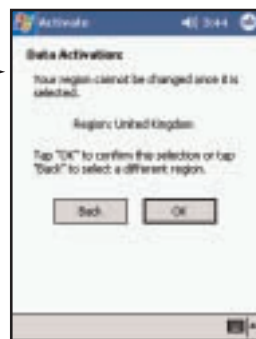 Activate 3:44
Data Activation:
Your region cannot be changed once it is
selected.
Region: United Kingdom
Tap "OK" to confirm this selection or tap
"Back" to select a different region.
Back OK